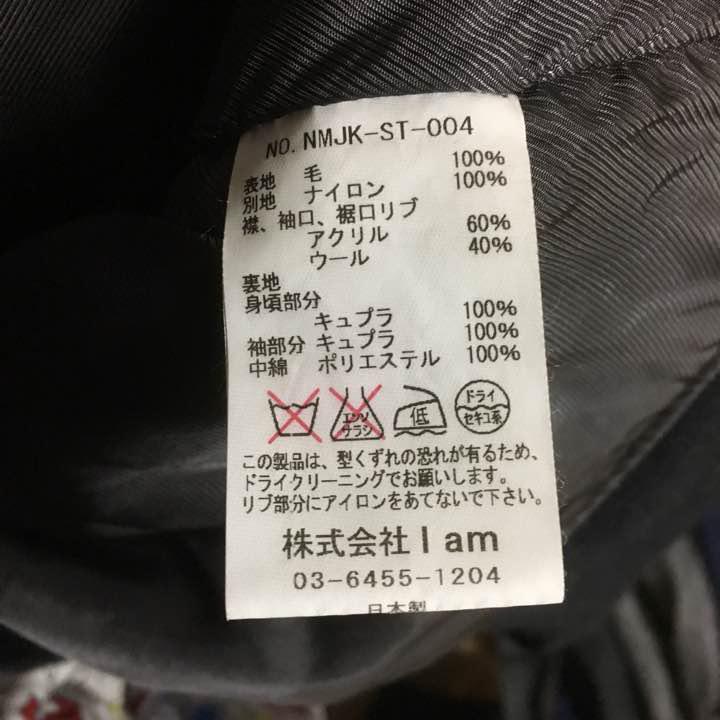 NO. NMJK-ST-004
表地 毛 100%
別地 ナイロン 100%
襟、袖口、裾口リブ
アクリル 60%
ウール 40%
裏地
身頃部分
キュプラ 100%
袖部分 キュプラ 100%
中綿 ポリエステル 100%
エンソサラシ 低 ドライ セキユ系
この製品は、型くずれの恐れが有るため、
ドライクリーニングでお願いします。
リブ部分にアイロンをあてないで下さい。
株式会社 I am
03-6455-1204
日本製